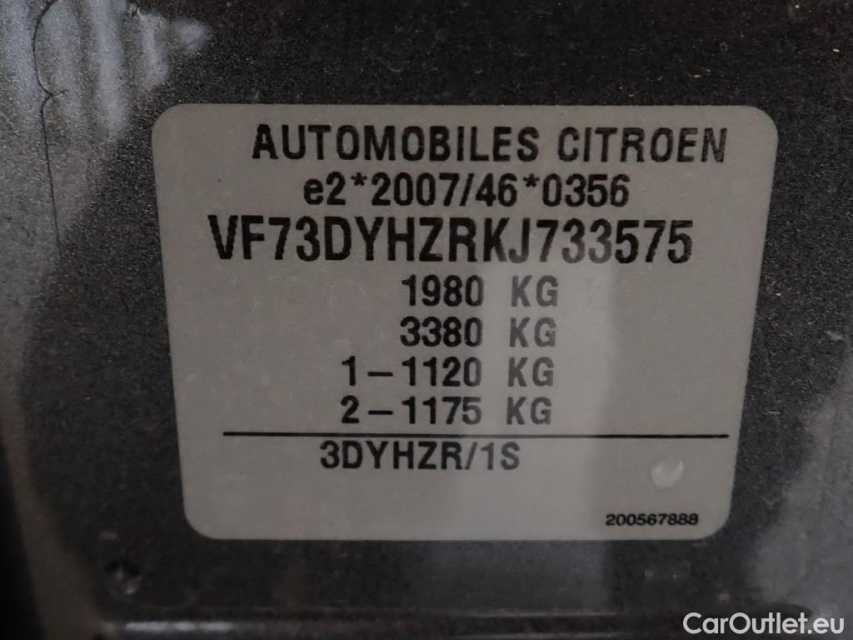 AUTOMOBILES CITROEN
e2*2007/46*0356
VF73DYHZRKJ733575
1980 KG
3380 KG
1-1120 KG
2-1175 KG
3DYHZR/1S
200567888
CarOutlet.eu